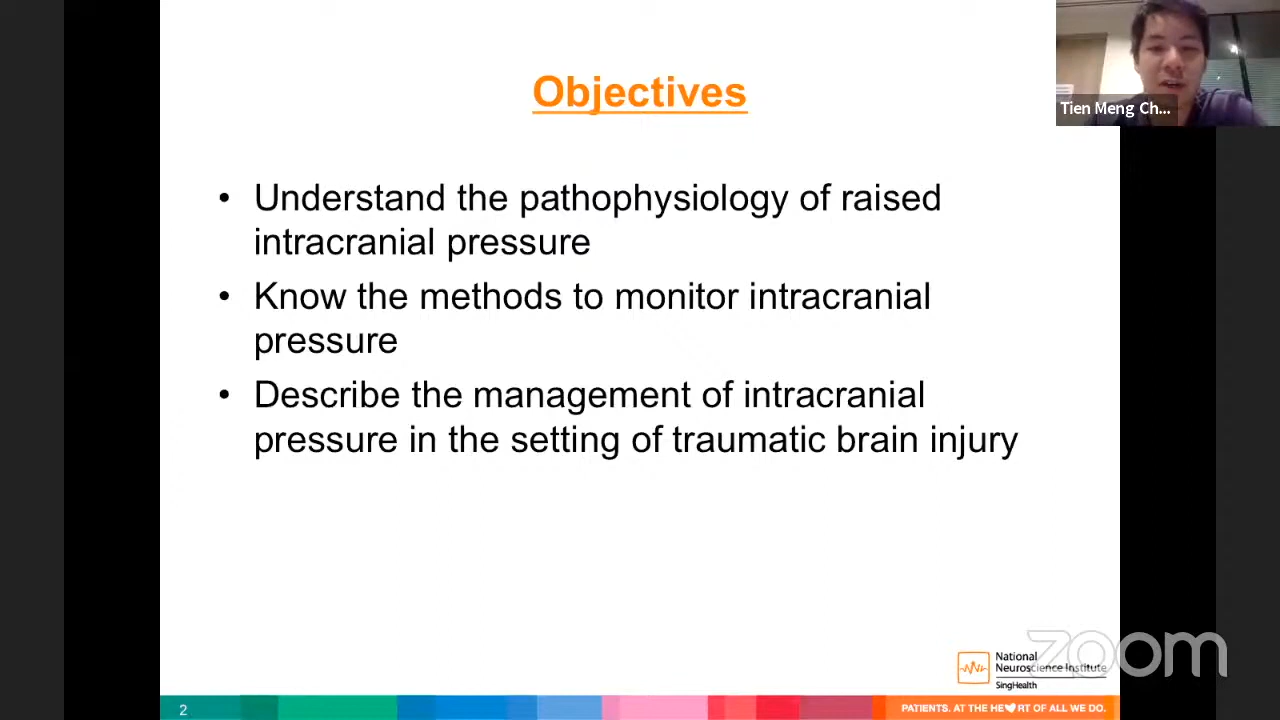 Objectives
Tien Meng Ch...
• Understand the pathophysiology of raised
intracranial pressure
• Know the methods to monitor intracranial
pressure
• Describe the management of intracranial
pressure in the setting of traumatic brain injury
zoom
National
Neuroscience Institute
SingHealth
2
PATIENTS. AT THE HE♥RT OF ALL WE DO.